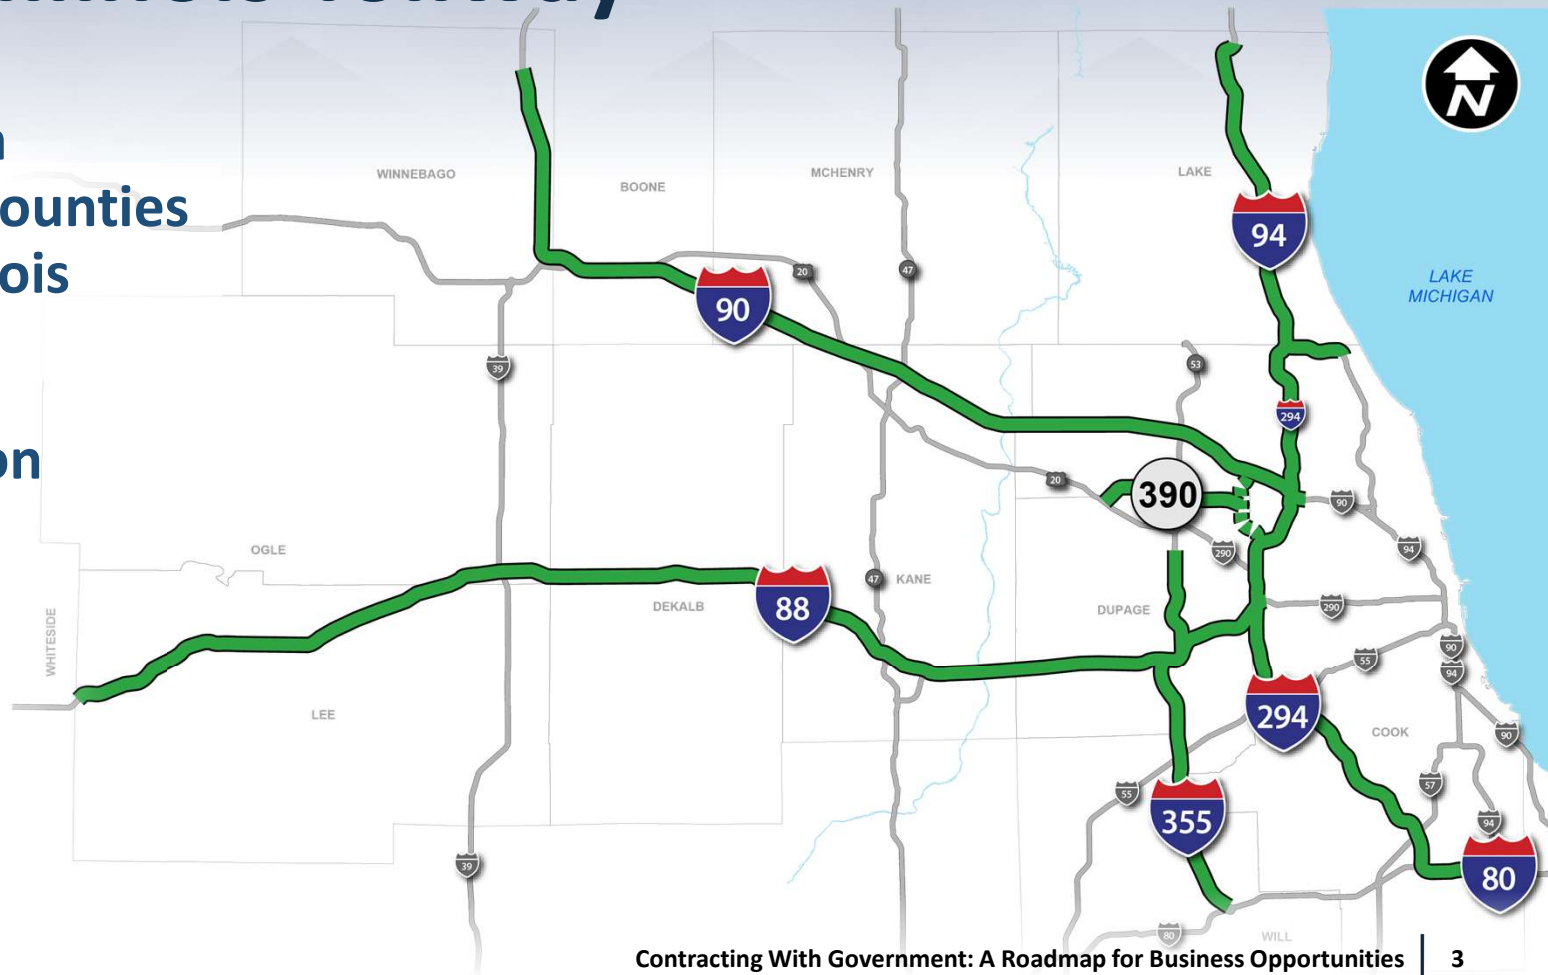 ounties
ois
on
WINNEBAGO
BOONE
MCHENRY
LAKE
N
94
LAKE
MICHIGAN
90
20
47
39
53
294
20
390
90
290
94
OGLE
47
KANE
DEKALB
88
DUPAGE
290
WHITESIDE
55
90
94
LEE
294
COOK
90
55
57
355
94
39
80
80
WILL
Contracting With Government: A Roadmap for Business Opportunities
3